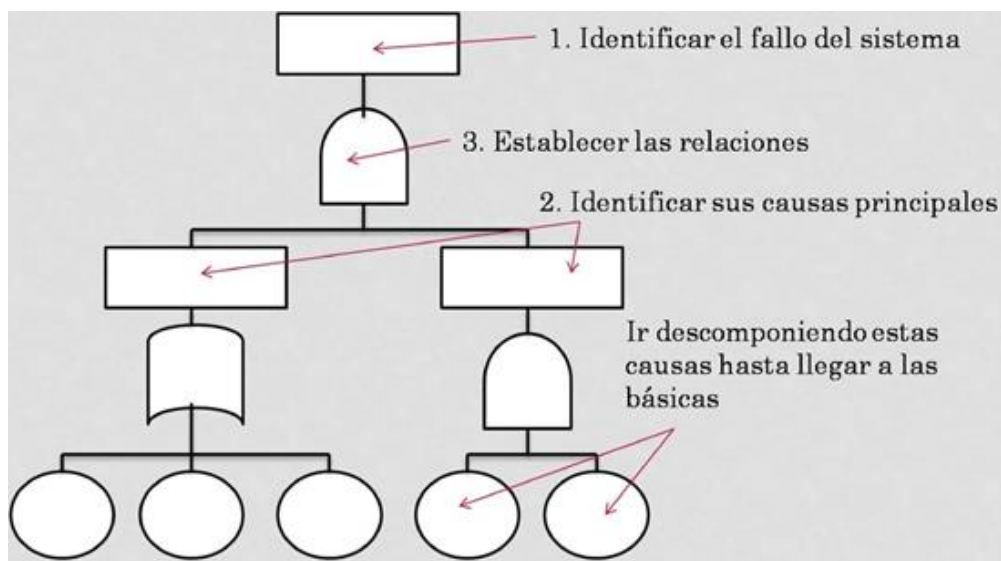 1. Identificar el fallo del sistema
3. Establecer las relaciones
2. Identificar sus causas principales
Ir descomponiendo estas
causas hasta llegar a las
básicas